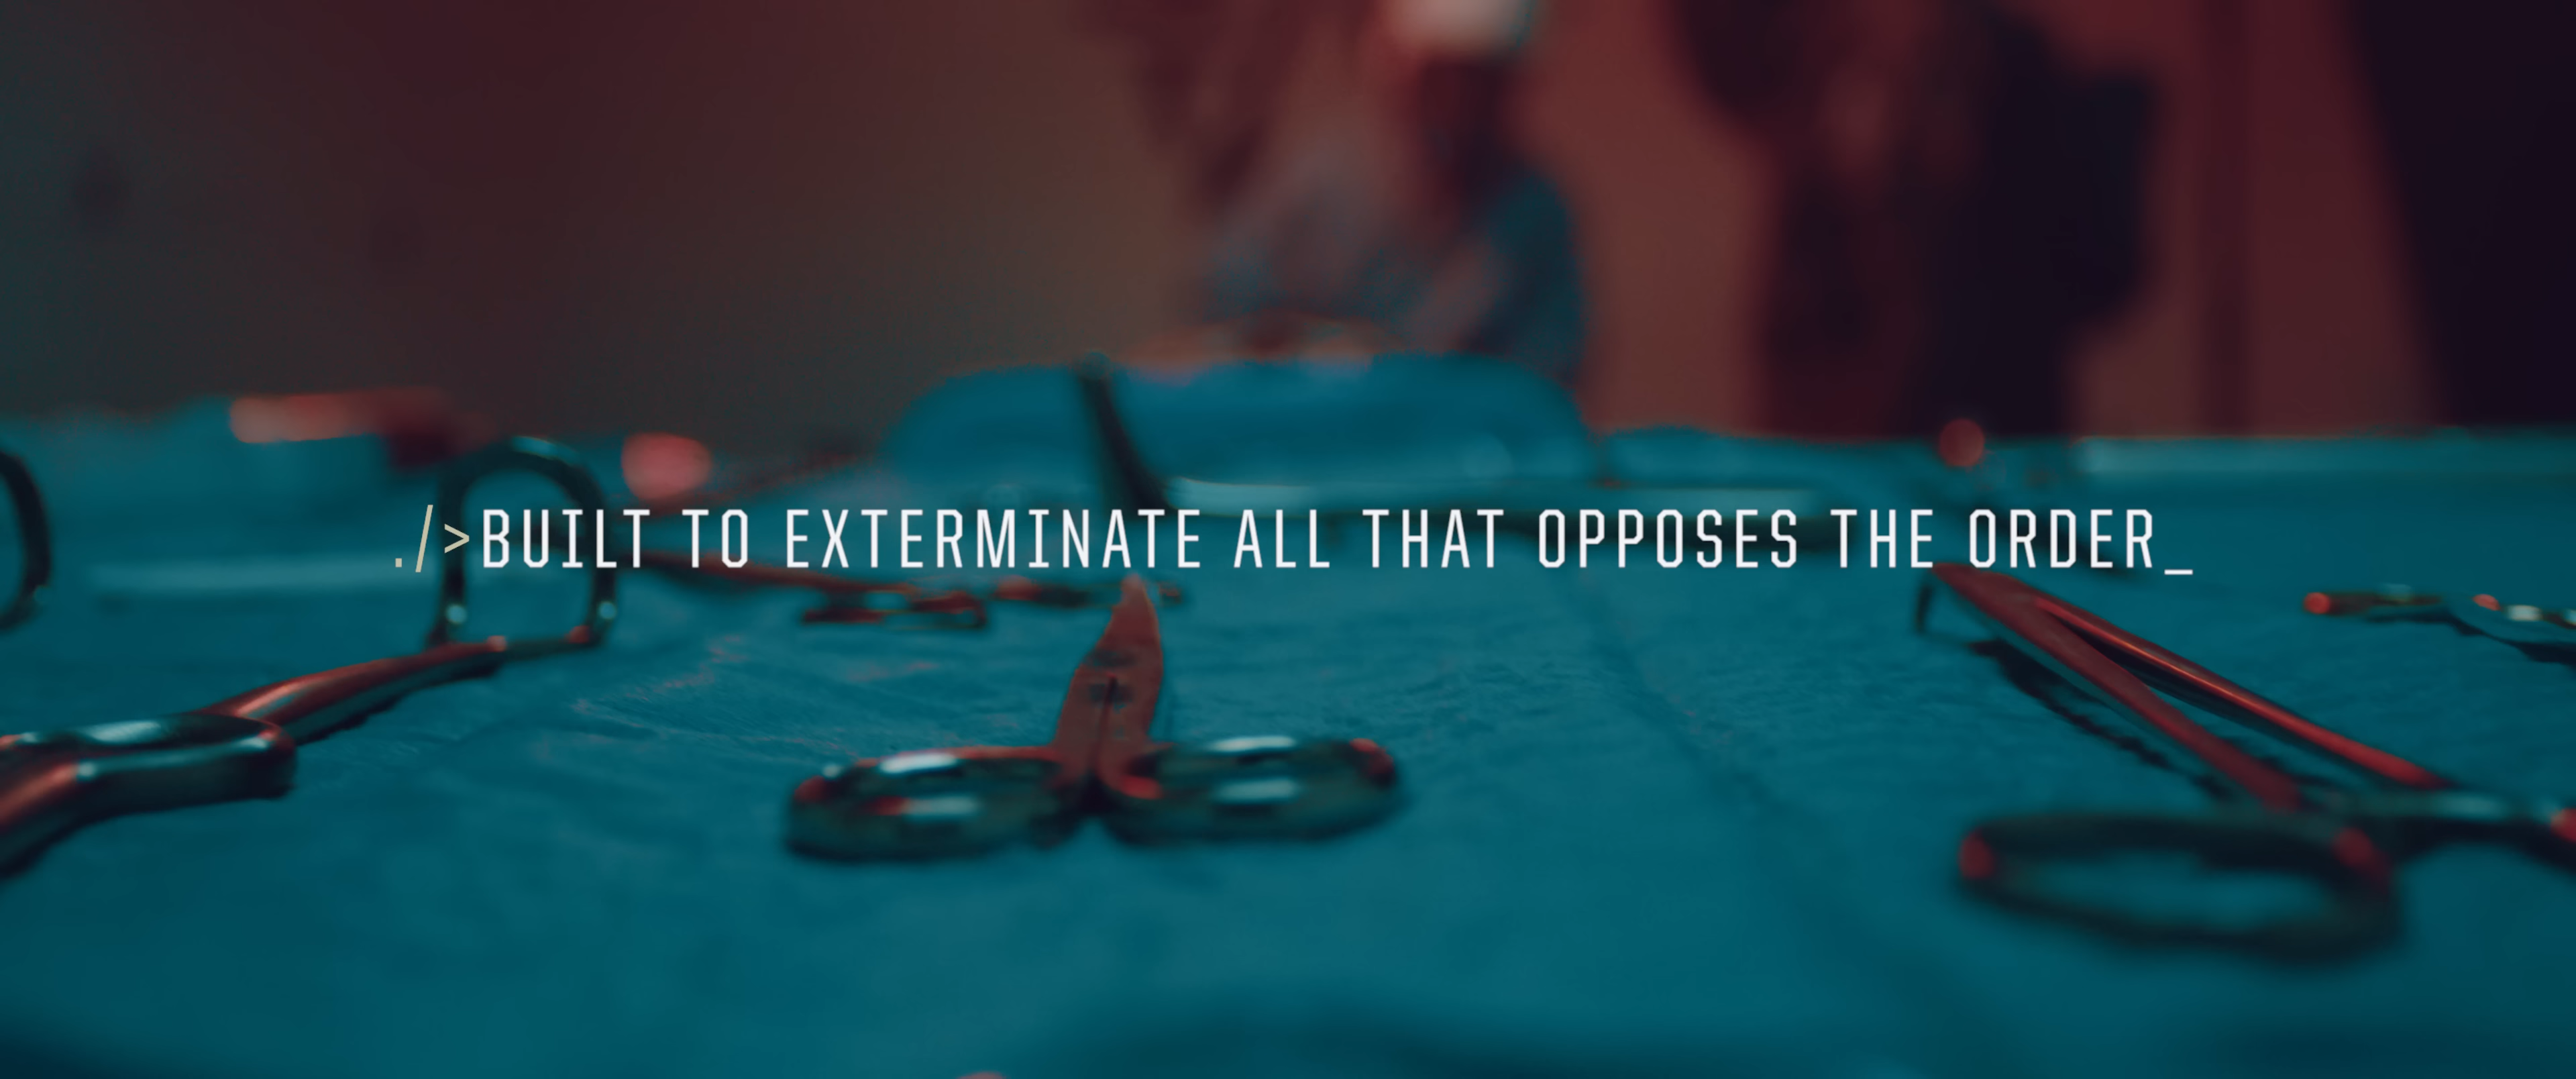 ./>BUILT TO EXTERMINATE ALL THAT OPPOSES THE ORDER_